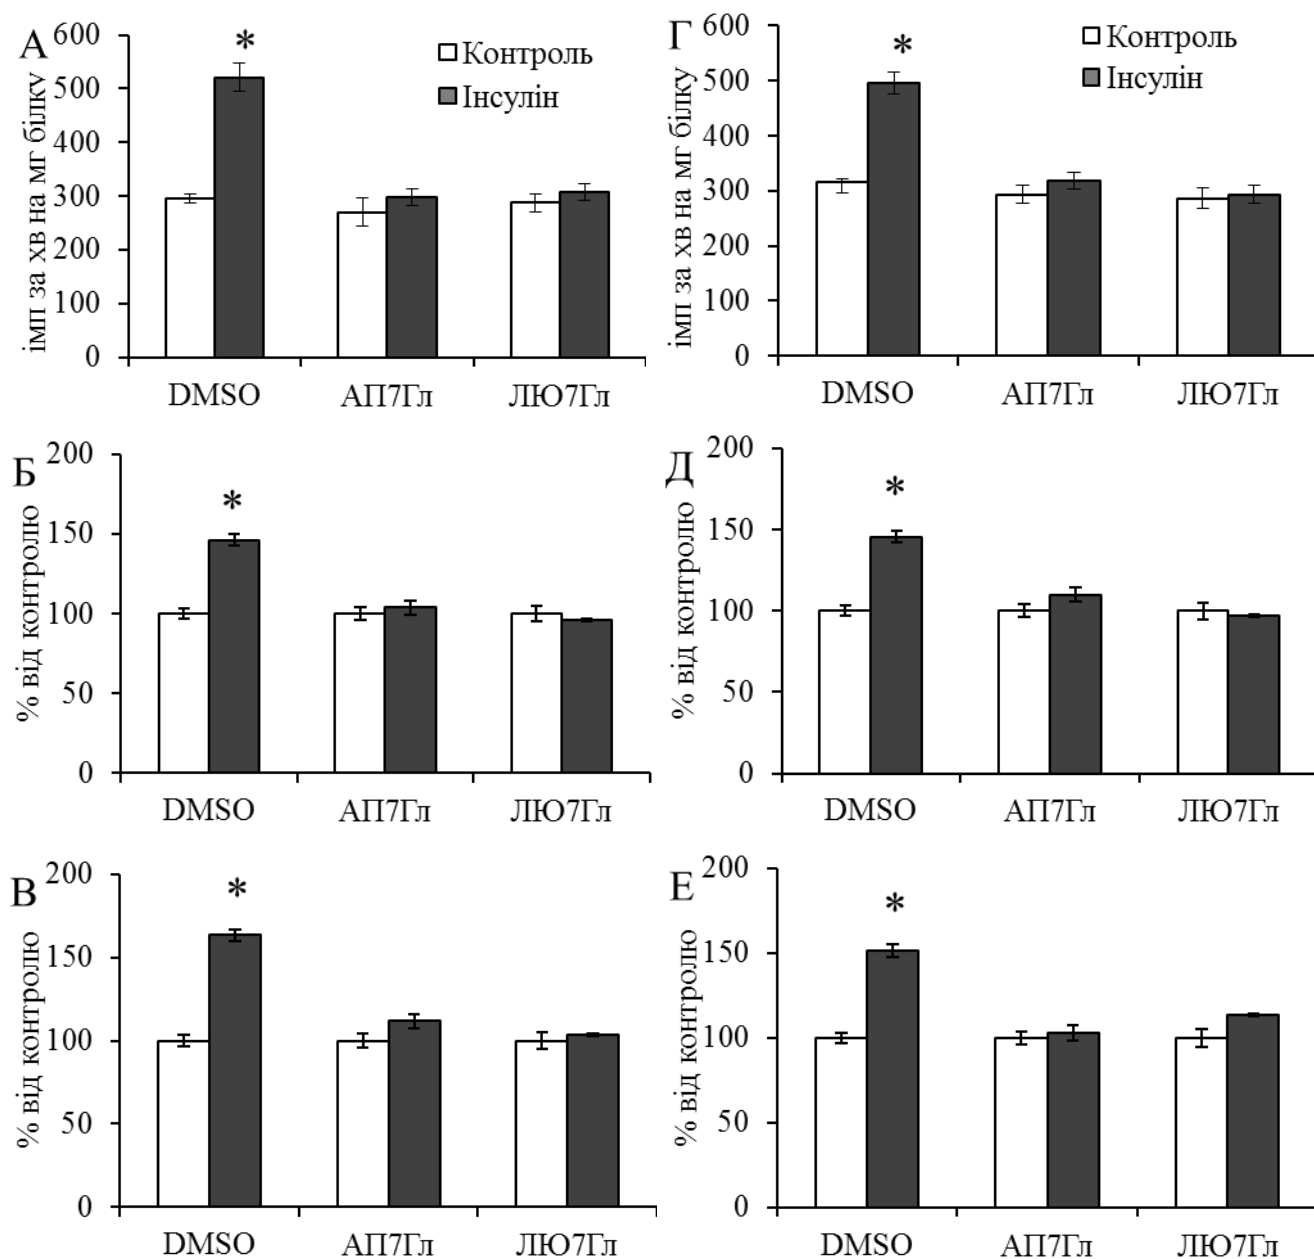 А
600
500
400
300
200
100
0
імп за хв на мг білку
*
Контроль
Інсулін
DMSO АП7Гл ЛЮ7Гл
Г
600
500
400
300
200
100
0
імп за хв на мг білку
*
Контроль
Інсулін
DMSO АП7Гл ЛЮ7Гл
Б
200
150
100
50
0
% від контролю
*
DMSO АП7Гл ЛЮ7Гл
Д
200
150
100
50
0
% від контролю
*
DMSO АП7Гл ЛЮ7Гл
В
200
150
100
50
0
% від контролю
*
DMSO АП7Гл ЛЮ7Гл
Е
200
150
100
50
0
% від контролю
*
DMSO АП7Гл ЛЮ7Гл